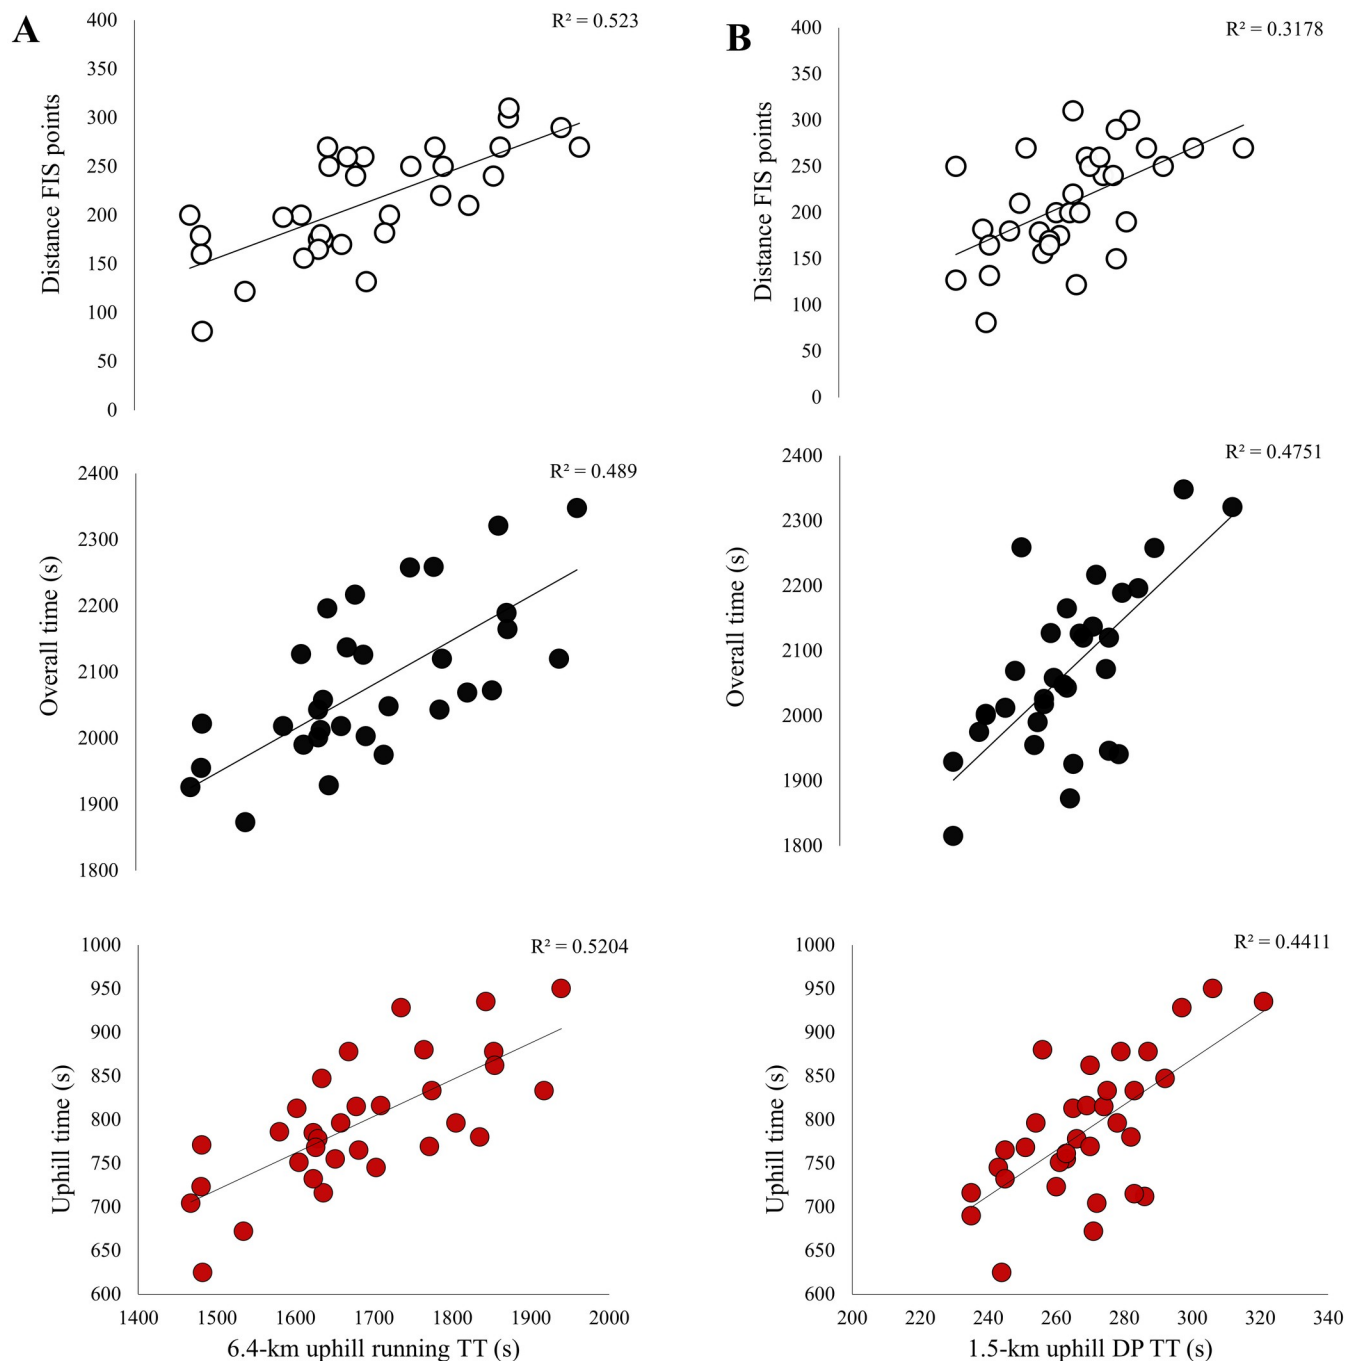 A
R² = 0.523
Distance FIS points
400
350
300
250
200
150
100
50
0
B
R² = 0.3178
Distance FIS points
400
350
300
250
200
150
100
50
0
R² = 0.489
Overall time (s)
2400
2300
2200
2100
2000
1900
1800
R² = 0.4751
Overall time (s)
2400
2300
2200
2100
2000
1900
1800
R² = 0.5204
Uphill time (s)
1000
950
900
850
800
750
700
650
600
1400 1500 1600 1700 1800 1900 2000
6.4-km uphill running TT (s)
R² = 0.4411
Uphill time (s)
1000
950
900
850
800
750
700
650
600
200 220 240 260 280 300 320 340
1.5-km uphill DP TT (s)